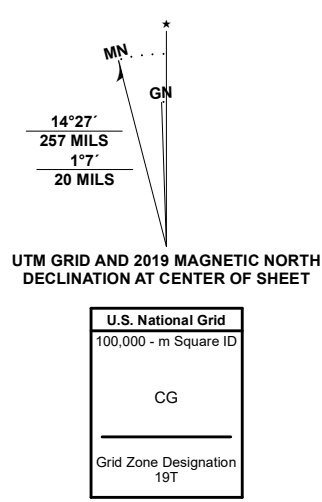 MN
GN
14°27´
257 MILS
1°7´
20 MILS
UTM GRID AND 2019 MAGNETIC NORTH
DECLINATION AT CENTER OF SHEET
U.S. National Grid
100,000 - m Square ID
CG
Grid Zone Designation
19T